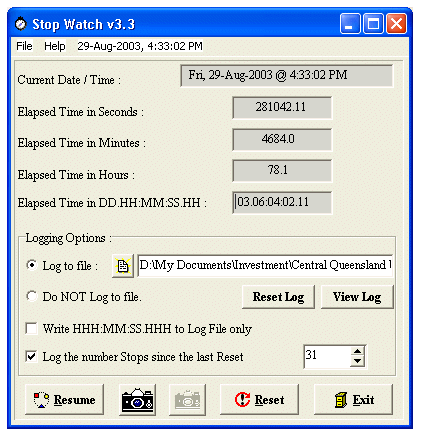 Stop Watch v3.3
File Help 29-Aug-2003, 4:33:02 PM
Current Date / Time : Fri, 29-Aug-2003 @ 4:33:02 PM
Elapsed Time in Seconds : 281042.11
Elapsed Time in Minutes : 4684.0
Elapsed Time in Hours : 78.1
Elapsed Time in DD.HH:MM:SS.HH : 03.06:04:02.11
Logging Options :
Log to file : D:\My Documents\Investment\Central Queensland
Do NOT Log to file. Reset Log View Log
Write HHH:MM:SS.HHH to Log File only
Log the number Stops since the last Reset 31
Resume Reset Exit